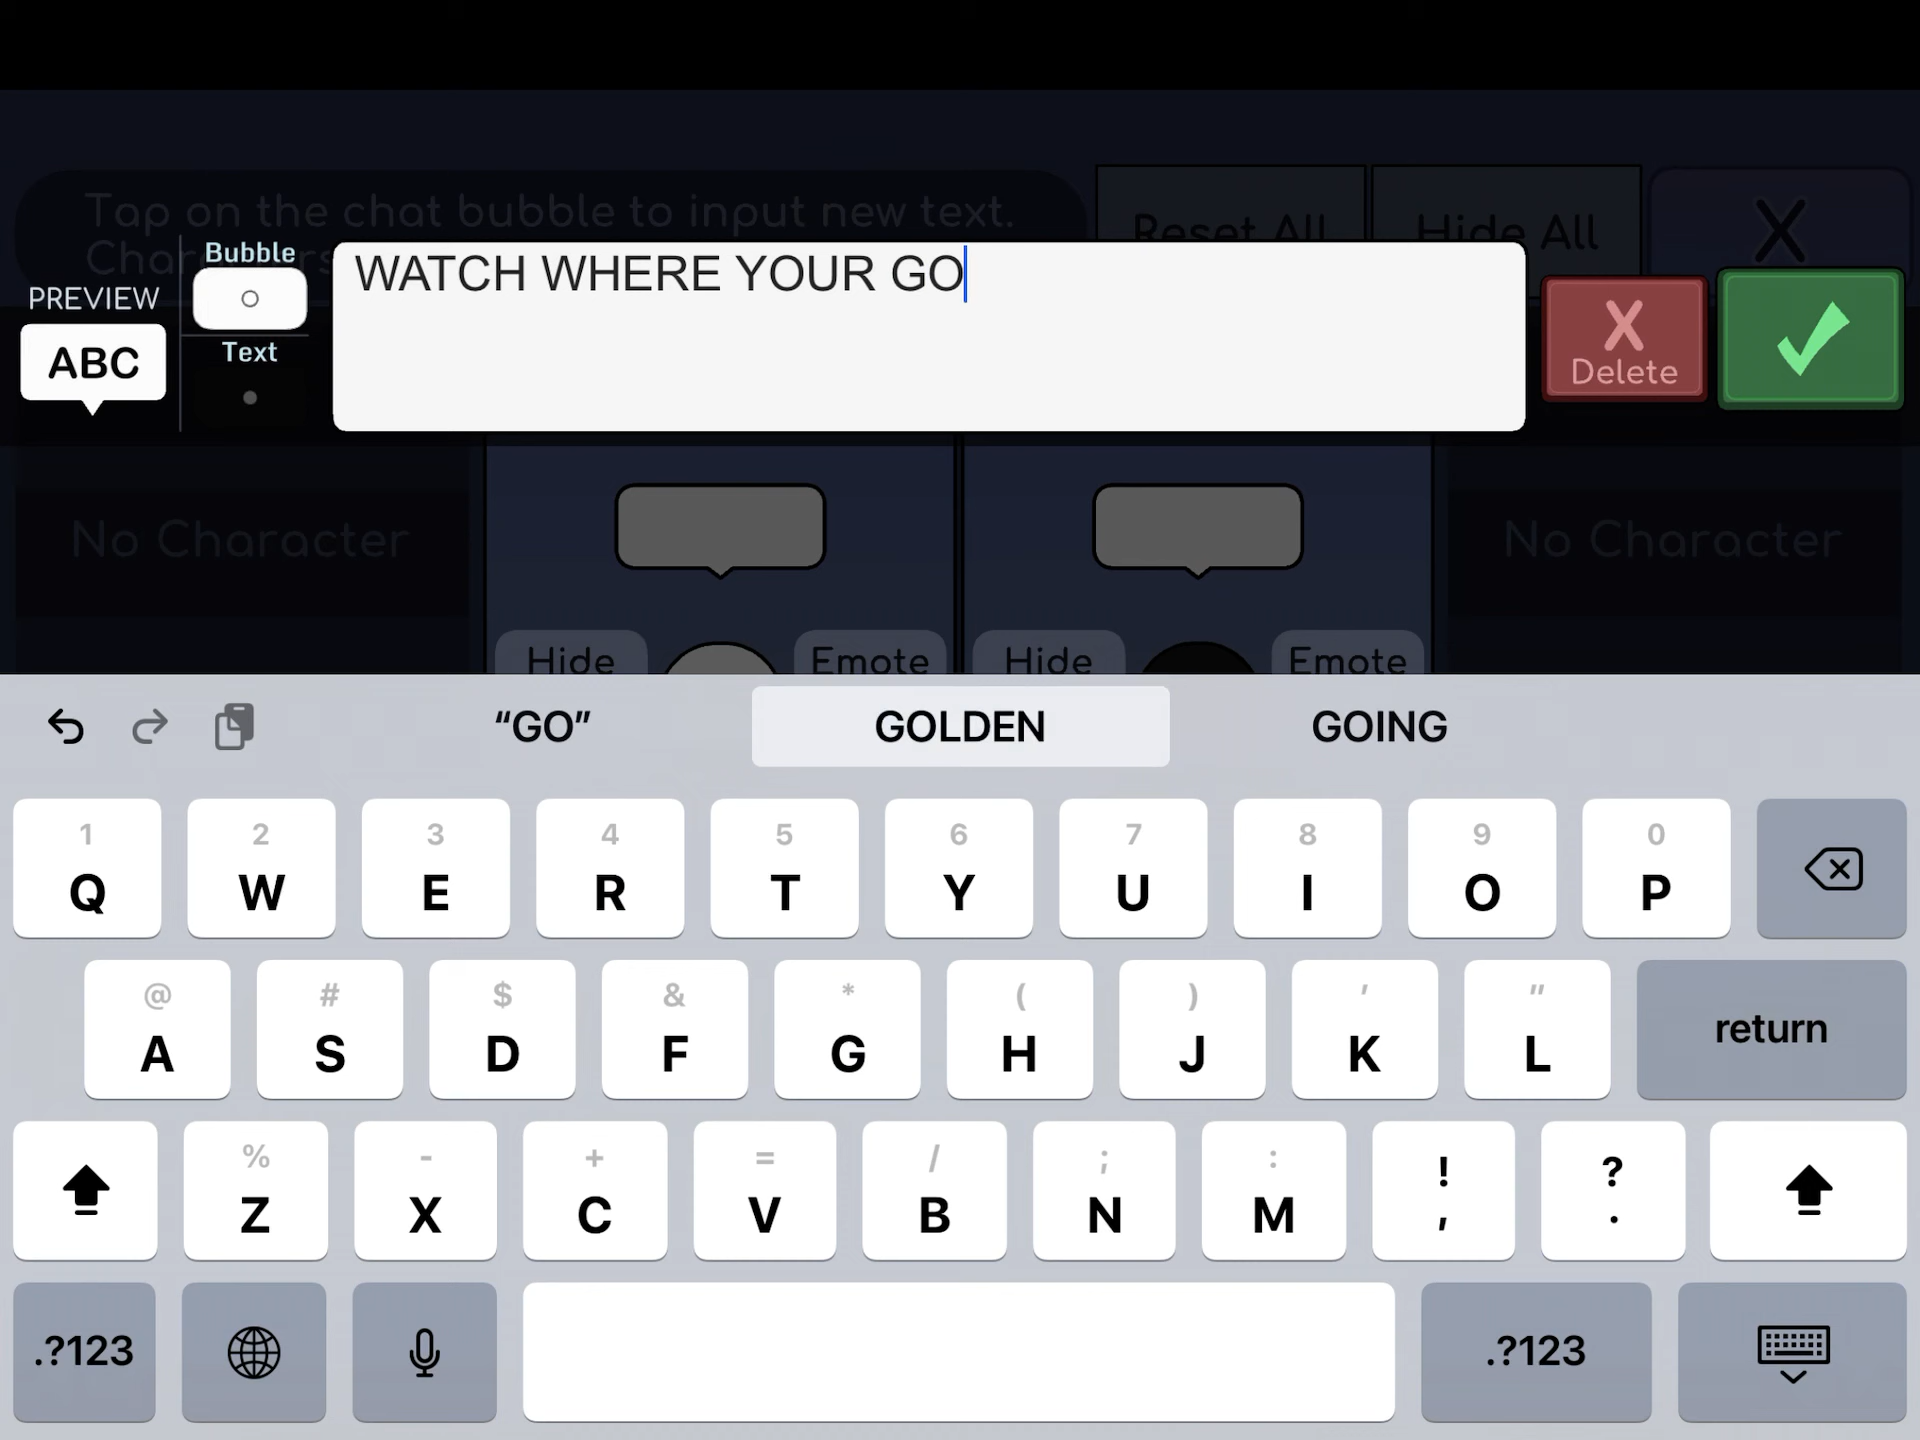 Tap on the chat bubble to input new text.
Characters
Reset All
Hide All
X
Bubble
PREVIEW
ABC
Text
WATCH WHERE YOUR GO
X
Delete
No Character
No Character
Hide
Emote
Hide
Emote
“GO”
GOLDEN
GOING
1 2 3 4 5 6 7 8 9 0
Q W E R T Y U I O P
@ # $ & * ( ) ' "
A S D F G H J K L
return
% - + = / ; : ! ?
Z X C V B N M , .
.?123
.?123